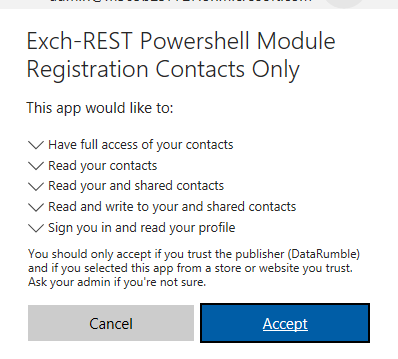 Exch-REST Powershell Module
Registration Contacts Only
This app would like to:
Have full access of your contacts
Read your contacts
Read your and shared contacts
Read and write to your and shared contacts
Sign you in and read your profile
You should only accept if you trust the publisher (DataRumble)
and if you selected this app from a store or website you trust.
Ask your admin if you're not sure.
Cancel
Accept